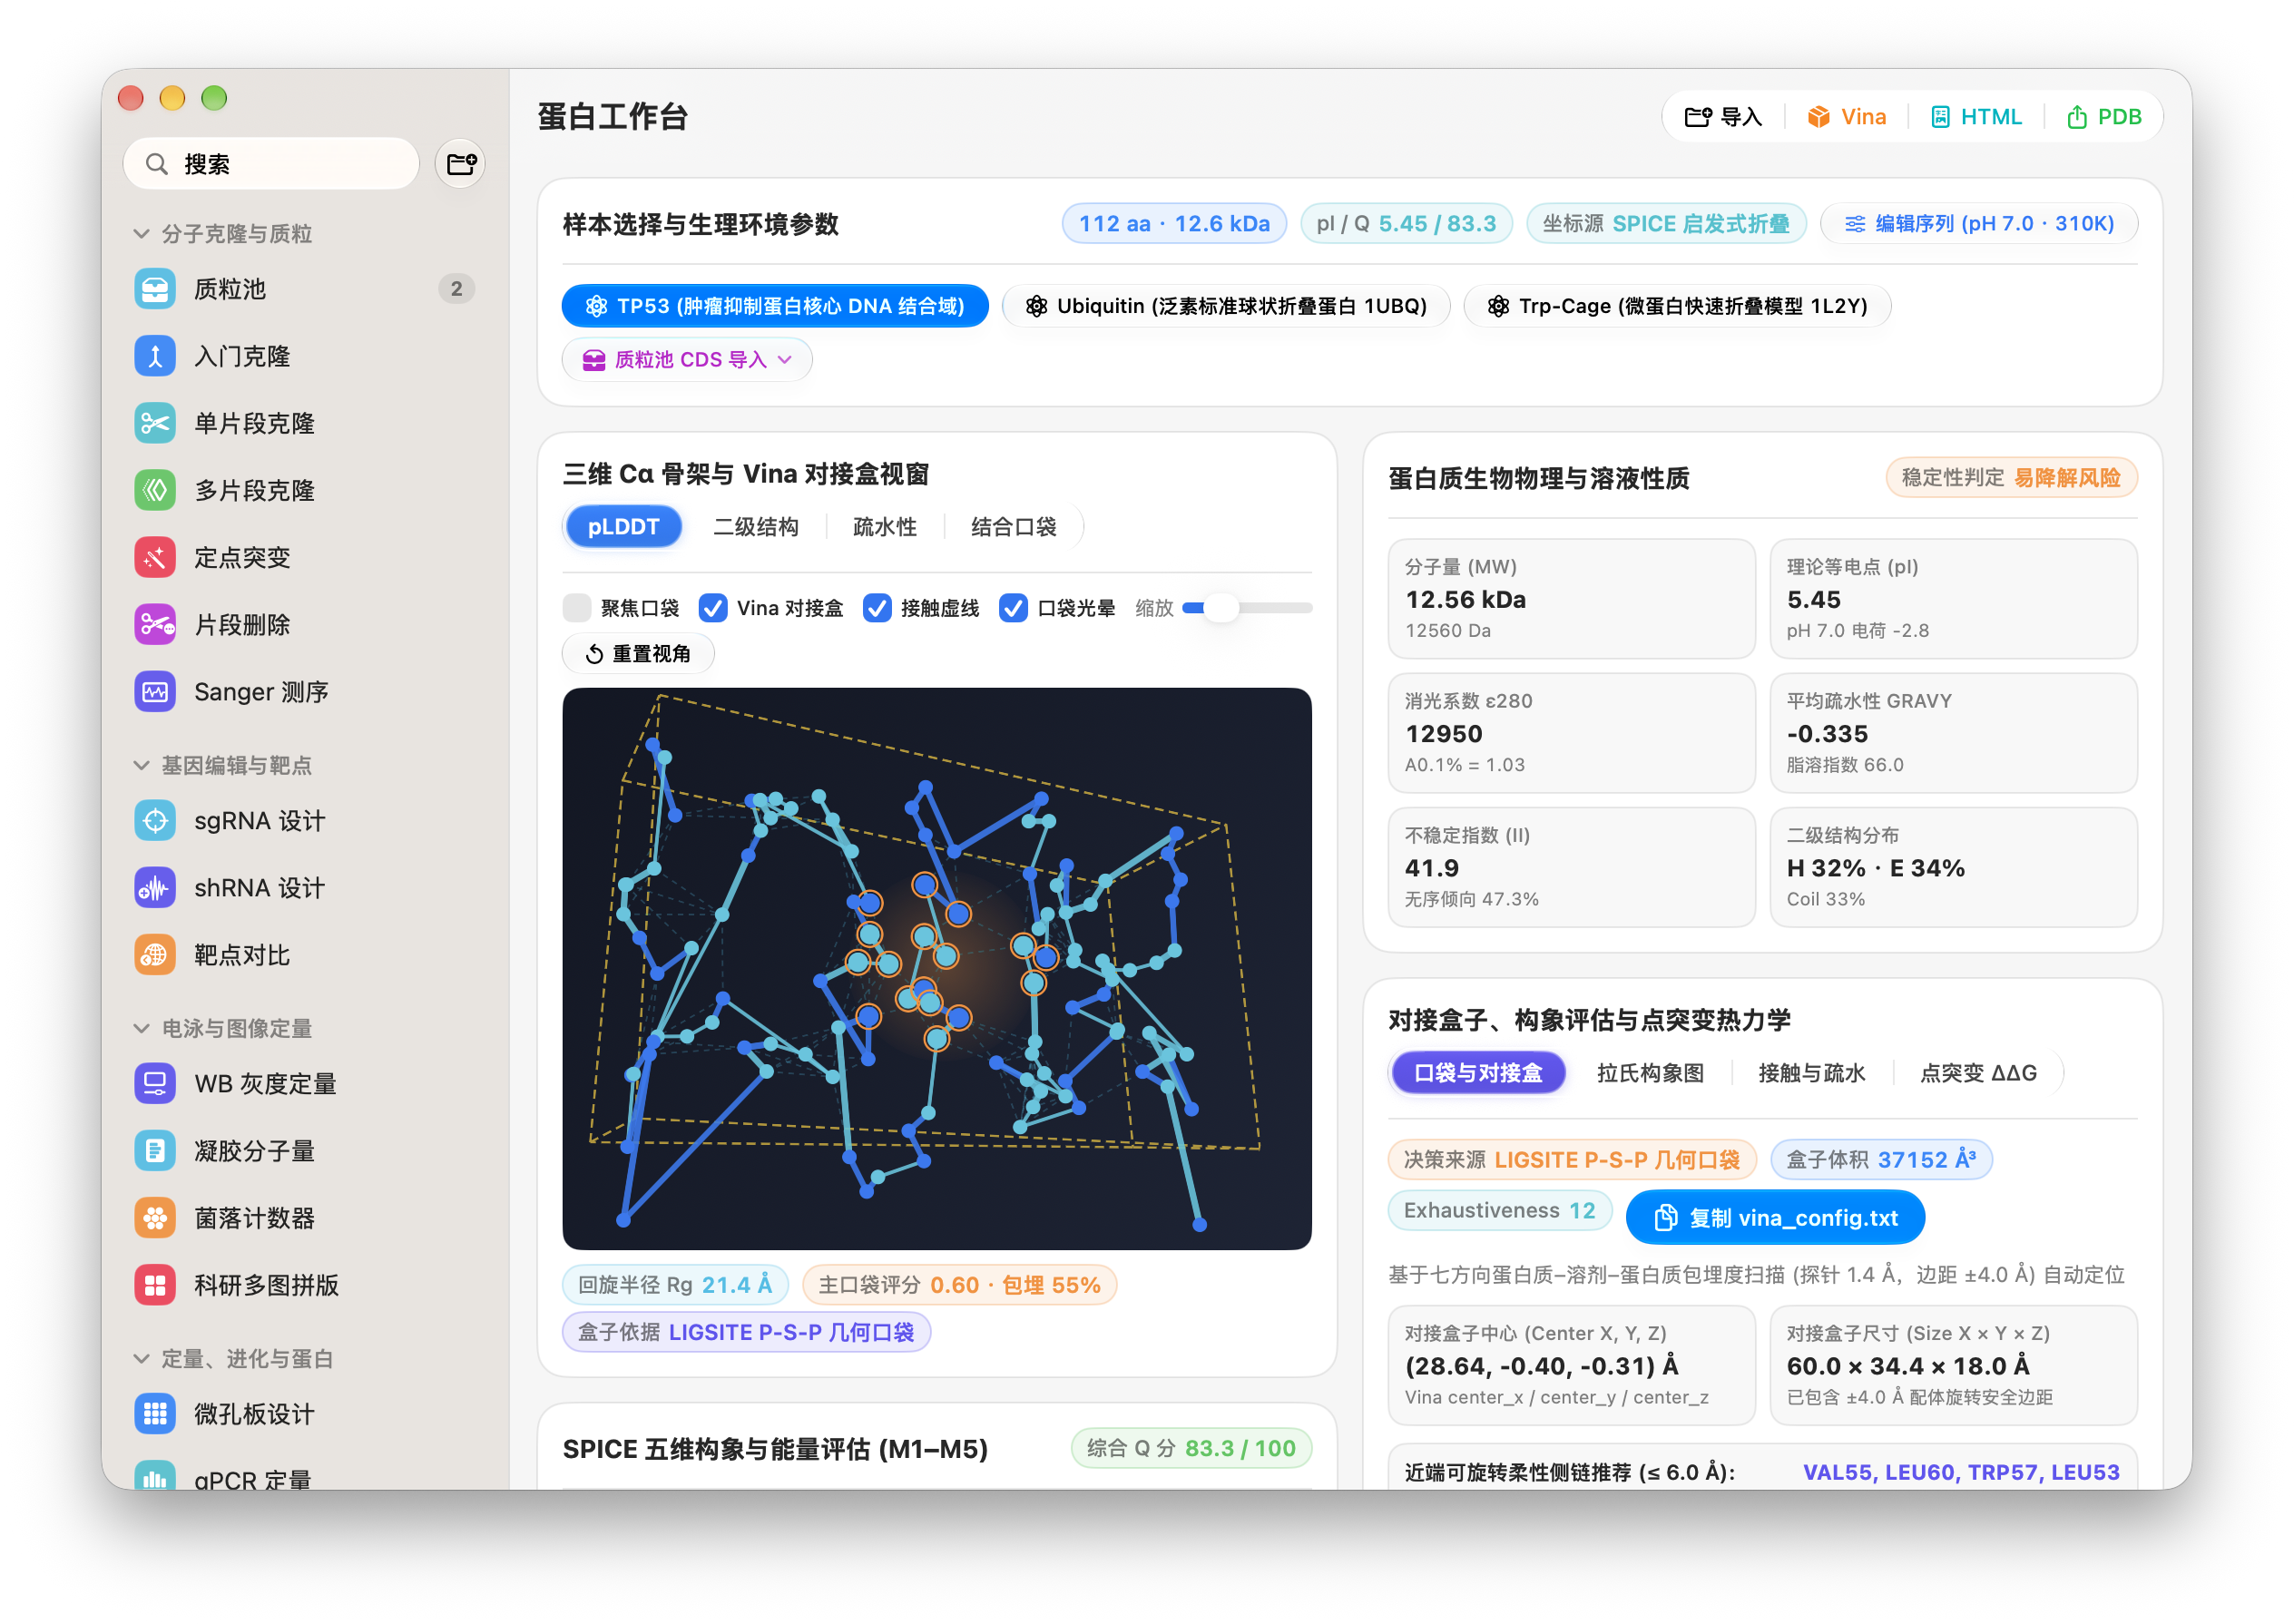 搜索
分子克隆与质粒
质粒池 2
入门克隆
单片段克隆
多片段克隆
定点突变
片段删除
Sanger 测序
基因编辑与靶点
sgRNA 设计
shRNA 设计
靶点对比
电泳与图像定量
WB 灰度定量
凝胶分子量
菌落计数器
科研多图拼版
定量、进化与蛋白
微孔板设计
qPCR 定量
蛋白工作台
导入 Vina HTML PDB
样本选择与生理环境参数
112 aa · 12.6 kDa
pI / Q 5.45 / 83.3
坐标源 SPICE 启发式折叠
编辑序列 (pH 7.0 · 310K)
TP53 (肿瘤抑制蛋白核心 DNA 结合域)
Ubiquitin (泛素标准球状折叠蛋白 1UBQ)
Trp-Cage (微蛋白快速折叠模型 1L2Y)
质粒池 CDS 导入
三维 Cα 骨架与 Vina 对接盒视窗
pLDDT 二级结构 疏水性 结合口袋
聚焦口袋 Vina 对接盒 接触虚线 口袋光晕 缩放
重置视角
回旋半径 Rg 21.4 Å
主口袋评分 0.60 · 包埋 55%
盒子依据 LIGSITE P-S-P 几何口袋
SPICE 五维构象与能量评估 (M1–M5)
综合 Q 分 83.3 / 100
蛋白质生物物理与溶液性质
稳定性判定 易降解风险
分子量 (MW)
12.56 kDa
12560 Da
理论等电点 (pI)
5.45
pH 7.0 电荷 -2.8
消光系数 ε280
12950
A0.1% = 1.03
平均疏水性 GRAVY
-0.335
脂溶指数 66.0
不稳定指数 (II)
41.9
无序倾向 47.3%
二级结构分布
H 32% · E 34%
Coil 33%
对接盒子、构象评估与点突变热力学
口袋与对接盒 拉氏构象图 接触与疏水 点突变 ΔΔG
决策来源 LIGSITE P-S-P 几何口袋
盒子体积 37152 Å³
Exhaustiveness 12
复制 vina_config.txt
基于七方向蛋白质–溶剂–蛋白质包埋度扫描 (探针 1.4 Å，边距 ±4.0 Å) 自动定位
对接盒子中心 (Center X, Y, Z)
(28.64, -0.40, -0.31) Å
Vina center_x / center_y / center_z
对接盒子尺寸 (Size X × Y × Z)
60.0 × 34.4 × 18.0 Å
已包含 ±4.0 Å 配体旋转安全边距
近端可旋转柔性侧链推荐 (≤ 6.0 Å): VAL55, LEU60, TRP57, LEU53